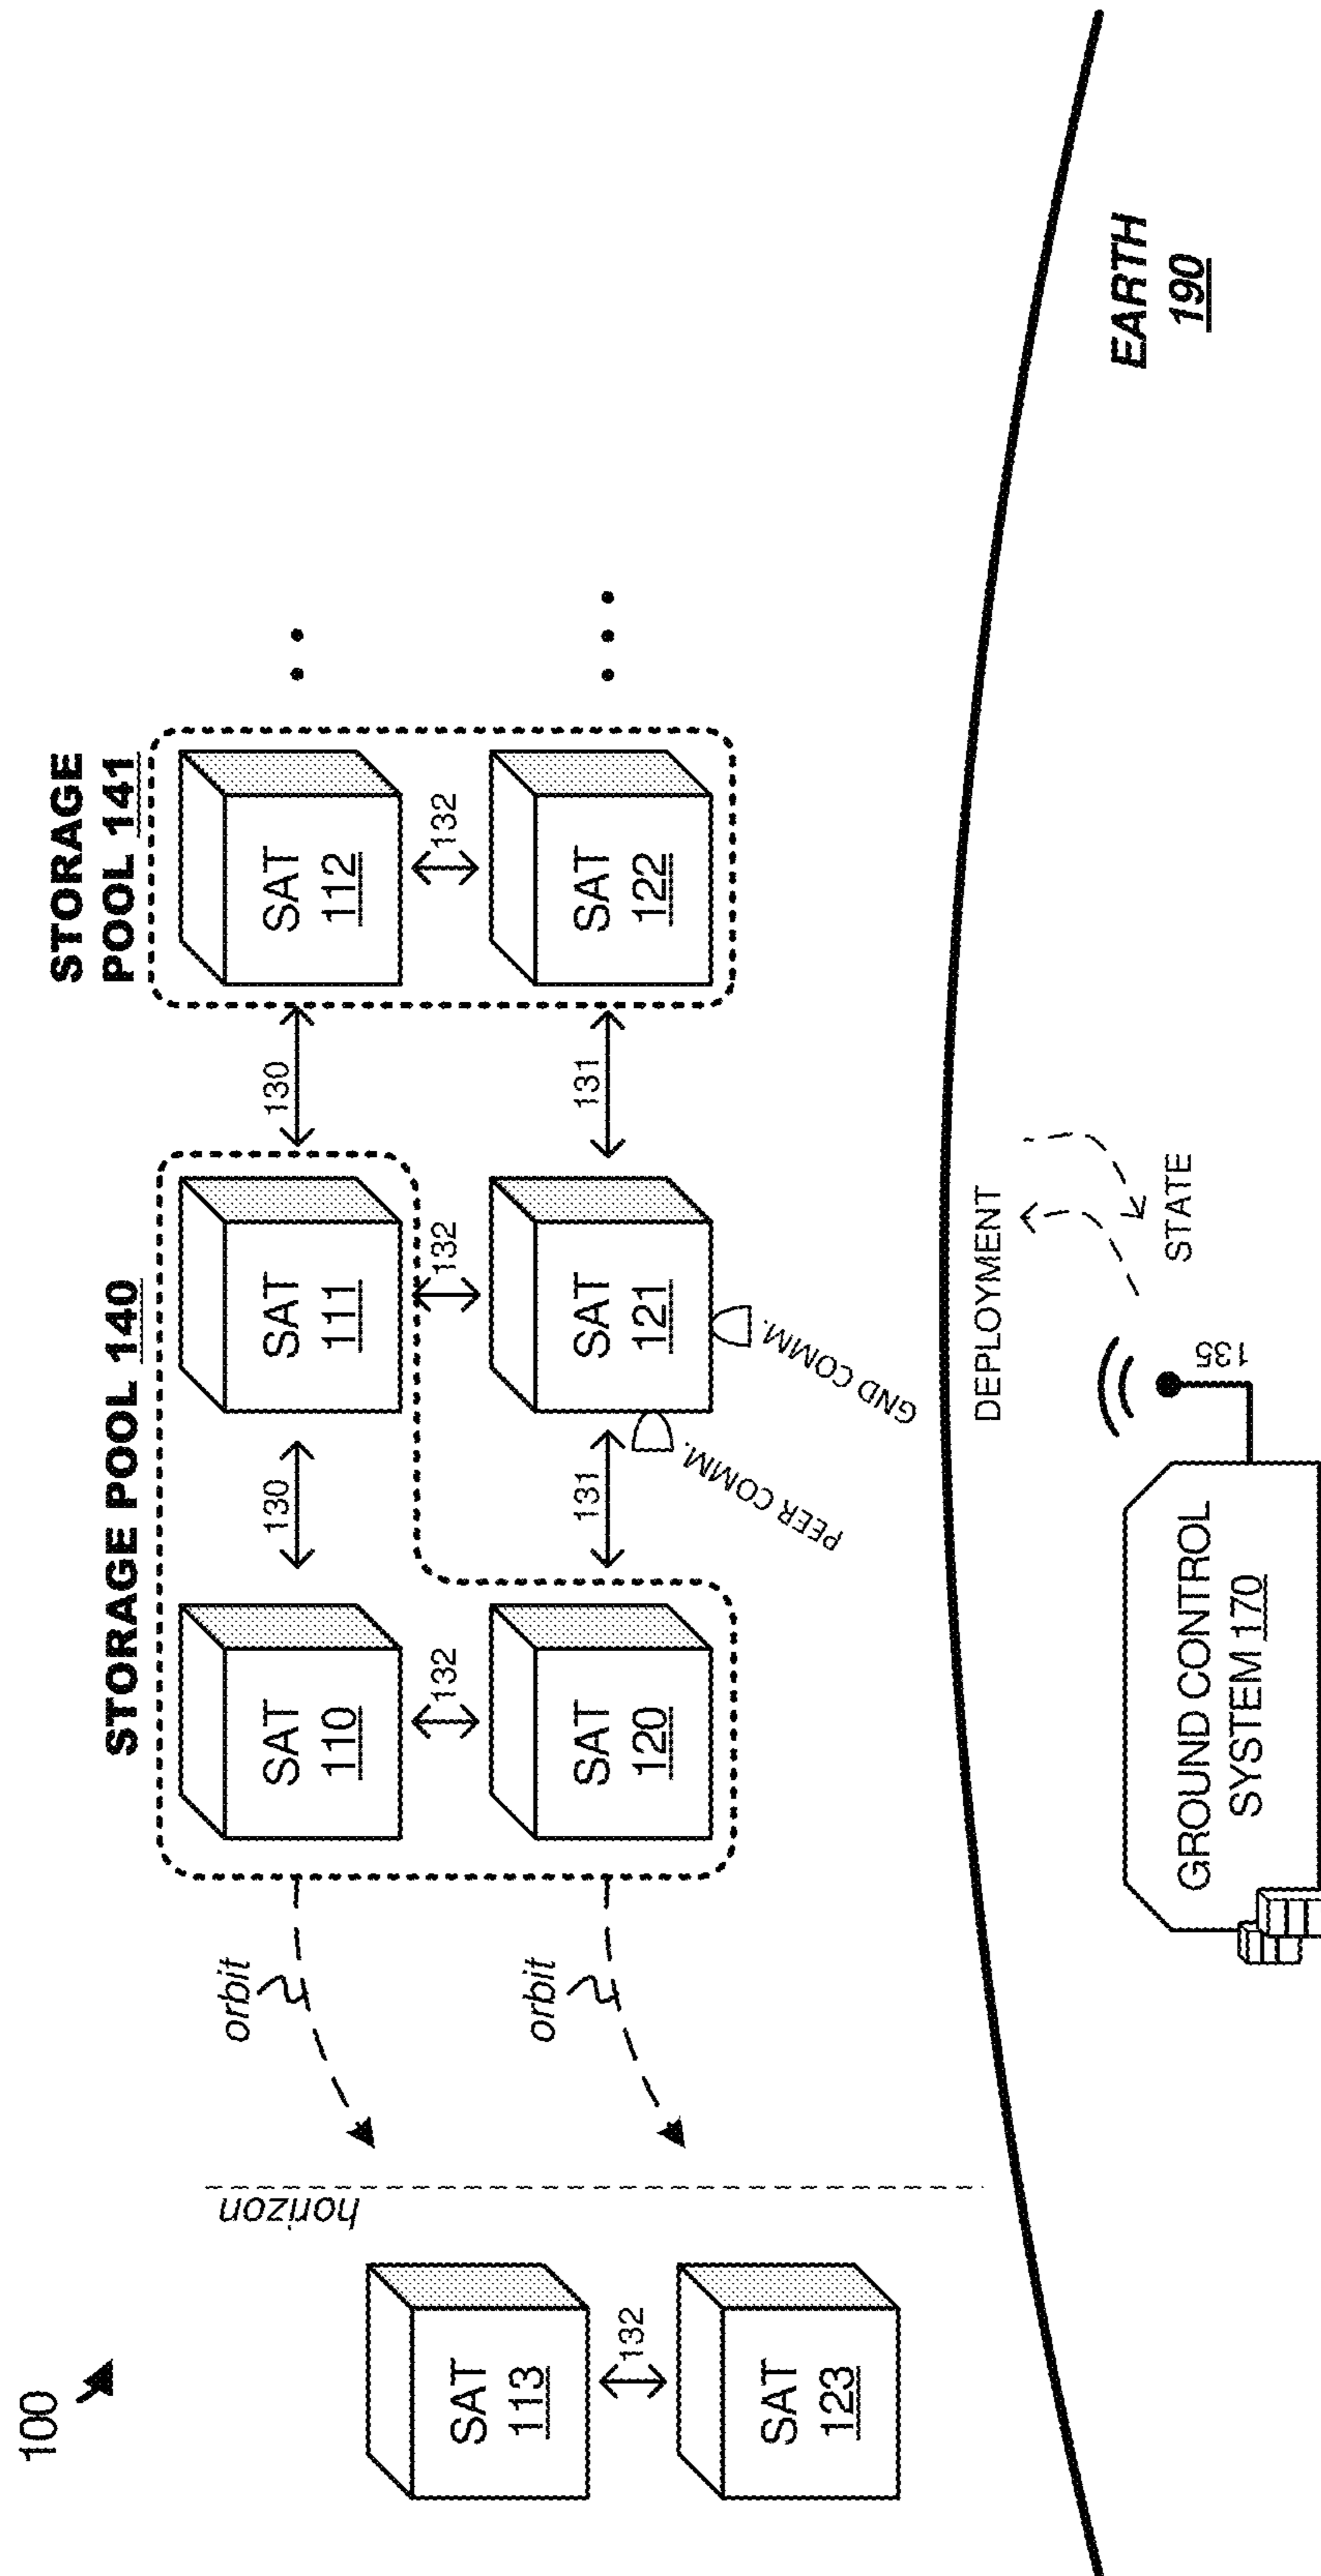 100
STORAGE POOL 140
STORAGE
POOL 141
orbit
SAT
110
130
SAT
111
130
SAT
112
horizon
132
132
132
SAT
113
132
SAT
123
orbit
SAT
120
131
SAT
121
131
SAT
122
PEER COMM.
GND COMM.
DEPLOYMENT
STATE
135
GROUND CONTROL
SYSTEM 170
EARTH
190